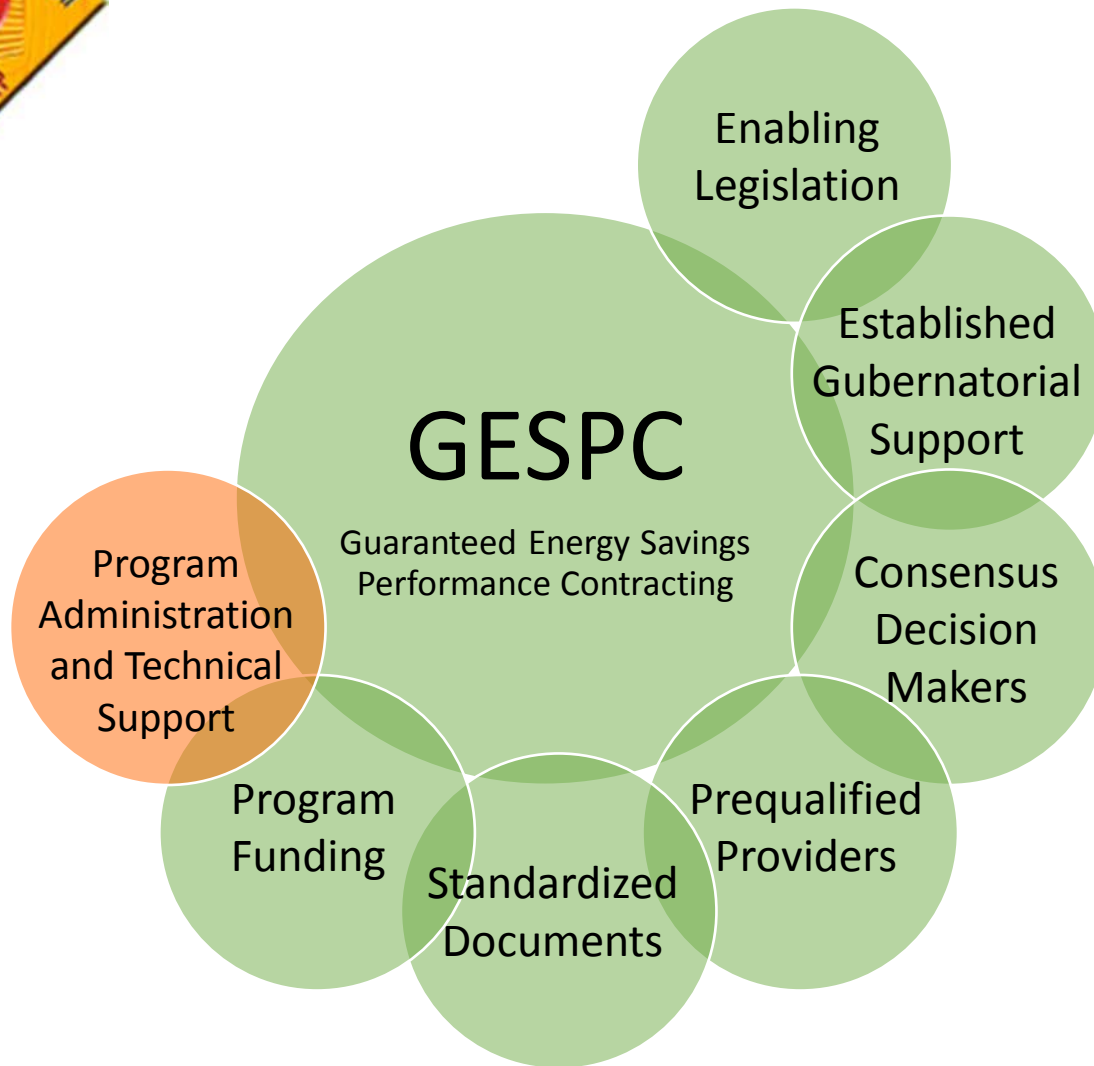 Enabling
Legislation
Established
Gubernatorial
Support
GESPC
Guaranteed Energy Savings
Performance Contracting
Consensus
Decision
Makers
Program
Administration
and Technical
Support
Prequalified
Providers
Program
Funding
Standardized
Documents